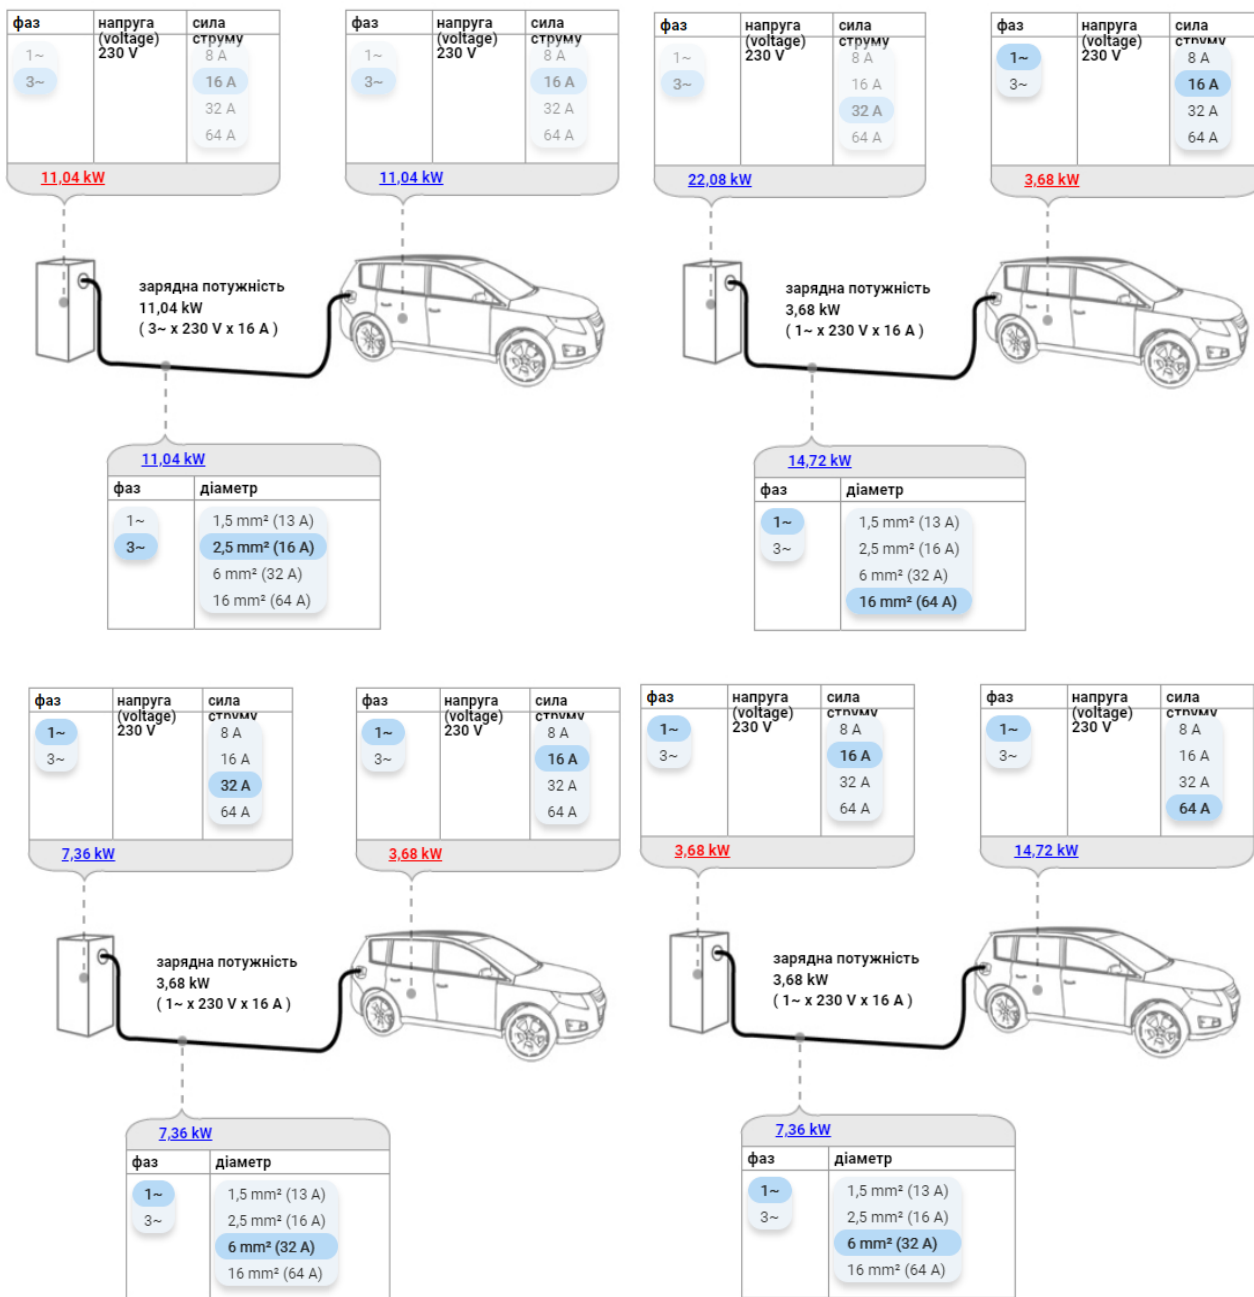 фаз напруга (voltage) 230 V сила струму
1~ 8 A
3~ 16 A
32 A
64 A
11,04 kW
фаз напруга (voltage) 230 V сила струму
1~ 8 A
3~ 16 A
32 A
64 A
11,04 kW
зарядна потужність
11,04 kW
( 3~ x 230 V x 16 A )
11,04 kW
фаз діаметр
1~ 1,5 mm² (13 A)
3~ 2,5 mm² (16 A)
6 mm² (32 A)
16 mm² (64 A)
фаз напруга (voltage) 230 V сила струму
1~ 8 A
3~ 16 A
32 A
64 A
22,08 kW
фаз напруга (voltage) 230 V сила струму
1~ 8 A
3~ 16 A
32 A
64 A
3,68 kW
зарядна потужність
3,68 kW
( 1~ x 230 V x 16 A )
14,72 kW
фаз діаметр
1~ 1,5 mm² (13 A)
3~ 2,5 mm² (16 A)
6 mm² (32 A)
16 mm² (64 A)
фаз напруга (voltage) 230 V сила струму
1~ 8 A
3~ 16 A
32 A
64 A
7,36 kW
фаз напруга (voltage) 230 V сила струму
1~ 8 A
3~ 16 A
32 A
64 A
3,68 kW
зарядна потужність
3,68 kW
( 1~ x 230 V x 16 A )
7,36 kW
фаз діаметр
1~ 1,5 mm² (13 A)
3~ 2,5 mm² (16 A)
6 mm² (32 A)
16 mm² (64 A)
фаз напруга (voltage) 230 V сила струму
1~ 8 A
3~ 16 A
32 A
64 A
3,68 kW
фаз напруга (voltage) 230 V сила струму
1~ 8 A
3~ 16 A
32 A
64 A
14,72 kW
зарядна потужність
3,68 kW
( 1~ x 230 V x 16 A )
7,36 kW
фаз діаметр
1~ 1,5 mm² (13 A)
3~ 2,5 mm² (16 A)
6 mm² (32 A)
16 mm² (64 A)